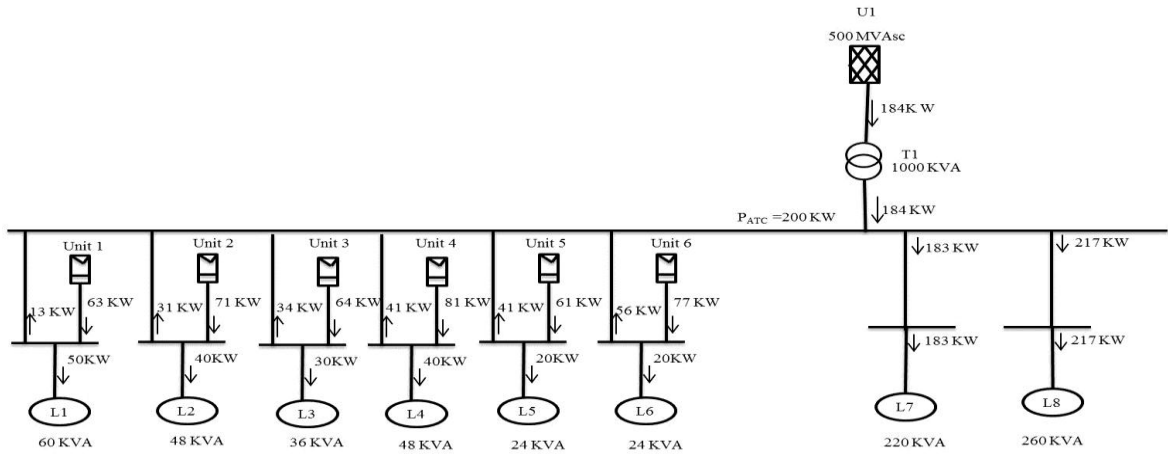 U1
500 MVAsc
184K W
T1
1000 KVA
184 KW
PATC =200 KW
Unit 1
Unit 2
Unit 3
Unit 4
Unit 5
Unit 6
183 KW
217 KW
13 KW
63 KW
31 KW
71 KW
34 KW
64 KW
41 KW
81 KW
41 KW
61 KW
56 KW
77 KW
183 KW
217 KW
50KW
40KW
30KW
40KW
20KW
20KW
L1
L2
L3
L4
L5
L6
L7
L8
60 KVA
48 KVA
36 KVA
48 KVA
24 KVA
24 KVA
220 KVA
260 KVA